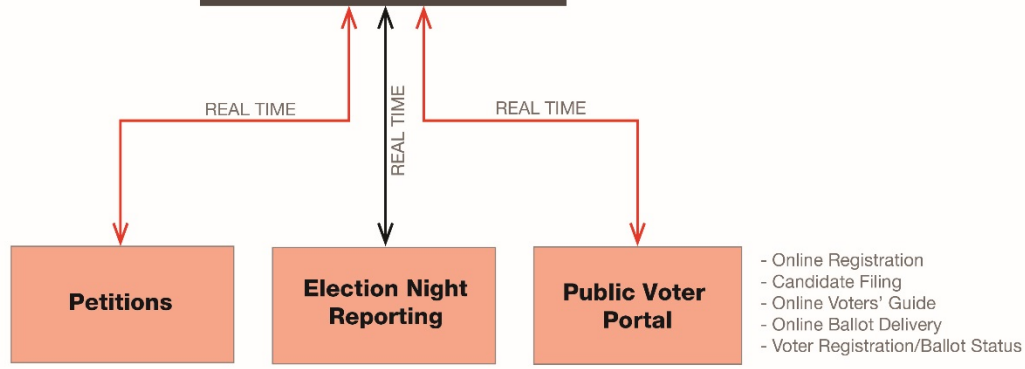 REAL TIME
REAL TIME
REAL TIME
Petitions
Election Night
Reporting
Public Voter
Portal
- Online Registration
- Candidate Filing
- Online Voters' Guide
- Online Ballot Delivery
- Voter Registration/Ballot Status